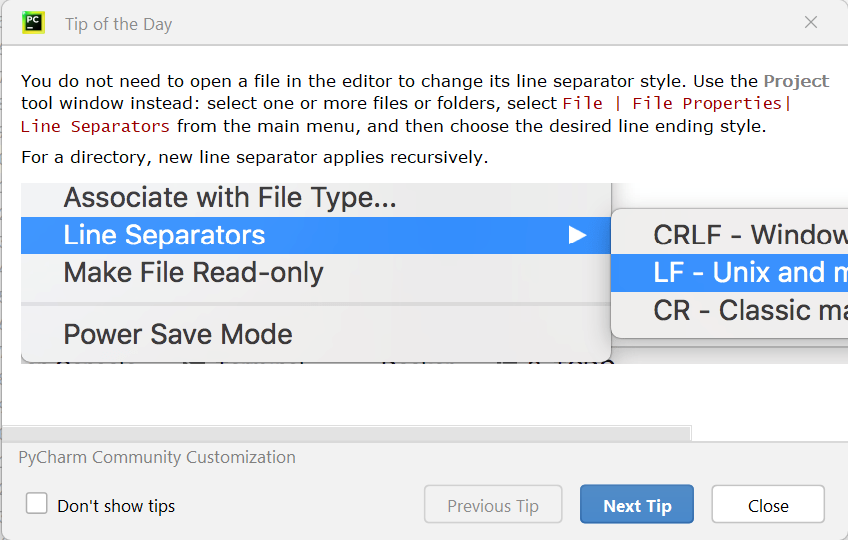 PC
Tip of the Day
You do not need to open a file in the editor to change its line separator style. Use the Project
tool window instead: select one or more files or folders, select File | File Properties|
Line Separators from the main menu, and then choose the desired line ending style.
For a directory, new line separator applies recursively.
Associate with File Type...
Line Separators
CRLF - Window
Make File Read-only
LF - Unix and m
CR - Classic ma
Power Save Mode
PyCharm Community Customization
Don't show tips
Previous Tip
Next Tip
Close